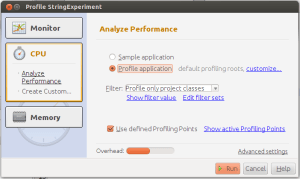 Profile StringExperiment
Monitor
CPU
Analyze
Performance
Create Custom...
Memory
Analyze Performance
Sample application
Profile application - default profiling roots, customize...
Filter: Profile only project classes
Show filter value Edit filter sets
Use defined Profiling Points Show active Profiling Points
Overhead: Advanced settings
Run Cancel Help